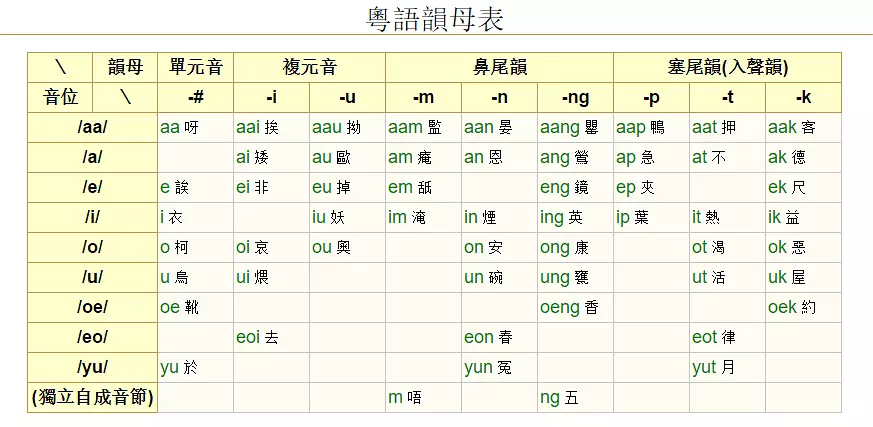 粵語韻母表
\ 韻母 單元音 複元音 鼻尾韻 塞尾韻(入聲韻)
音位 \ -# -i -u -m -n -ng -p -t -k
/aa/ aa 呀 aai 挨 aau 拗 aam 監 aan 晏 aang 罌 aap 鴨 aat 押 aak 客
/a/ ai 矮 au 歐 am 庵 an 恩 ang 鶯 ap 急 at 不 ak 德
/e/ e 誒 ei 非 eu 掉 em 舐 eng 鏡 ep 夾 ek 尺
/i/ i 衣 iu 妖 im 淹 in 煙 ing 英 ip 葉 it 熱 ik 益
/o/ o 柯 oi 哀 ou 奧 on 安 ong 康 ot 渴 ok 惡
/u/ u 烏 ui 煨 un 碗 ung 甕 ut 活 uk 屋
/oe/ oe 靴 oeng 香 oek 約
/eo/ eoi 去 eon 春 eot 律
/yu/ yu 於 yun 冤 yut 月
(獨立自成音節) m 唔 ng 五